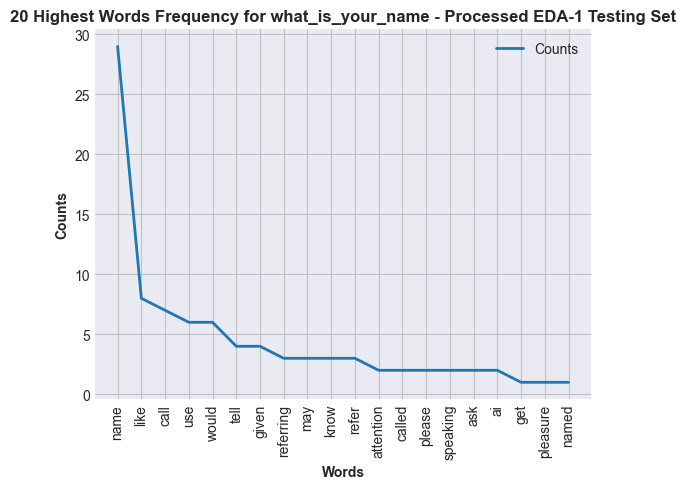 20 Highest Words Frequency for what_is_your_name - Processed EDA-1 Testing Set
Counts
30
25
20
15
10
5
0
Counts
name
like
call
use
would
tell
given
referring
may
know
refer
attention
called
please
speaking
ask
ai
get
pleasure
named
Words